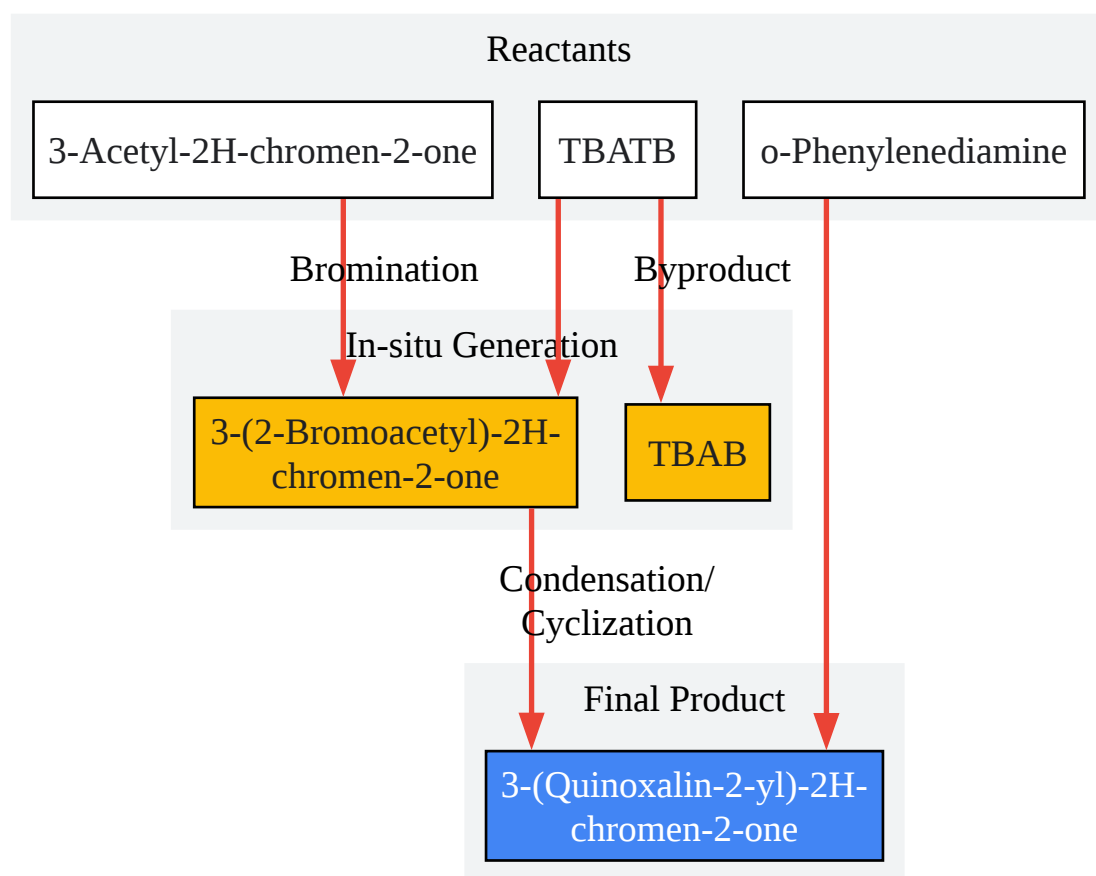 Reactants
3-Acetyl-2H-chromen-2-one
TBATB
o-Phenylenediamine
Bromination
Byproduct
In-situ Generation
3-(2-Bromoacetyl)-2H-
chromen-2-one
TBAB
Condensation/
Cyclization
Final Product
3-(Quinoxalin-2-yl)-2H-
chromen-2-one